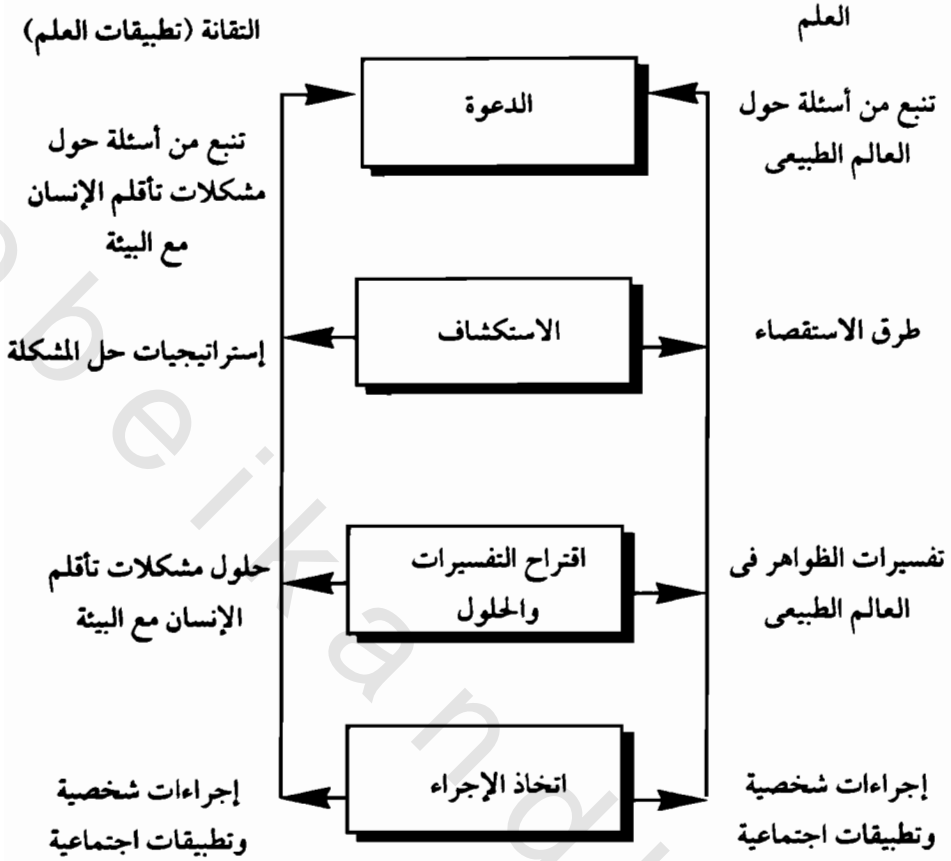 العلم
التقانة (تطبيقات العلم)
تنبع من أسئلة حول
العالم الطبيعى
الدعوة
تنبع من أسئلة حول
مشكلات تأقلم الإنسان
مع البيئة
طرق الاستقصاء
الاستكشاف
إستراتيجيات حل المشكلة
تفسيرات الظواهر فى
العالم الطبيعى
اقتراح التفسيرات
والحلول
حلول مشكلات تأقلم
الإنسان مع البيئة
إجراءات شخصية
وتطبيقات اجتماعية
اتخاذ الإجراء
إجراءات شخصية
وتطبيقات اجتماعية
obeikand